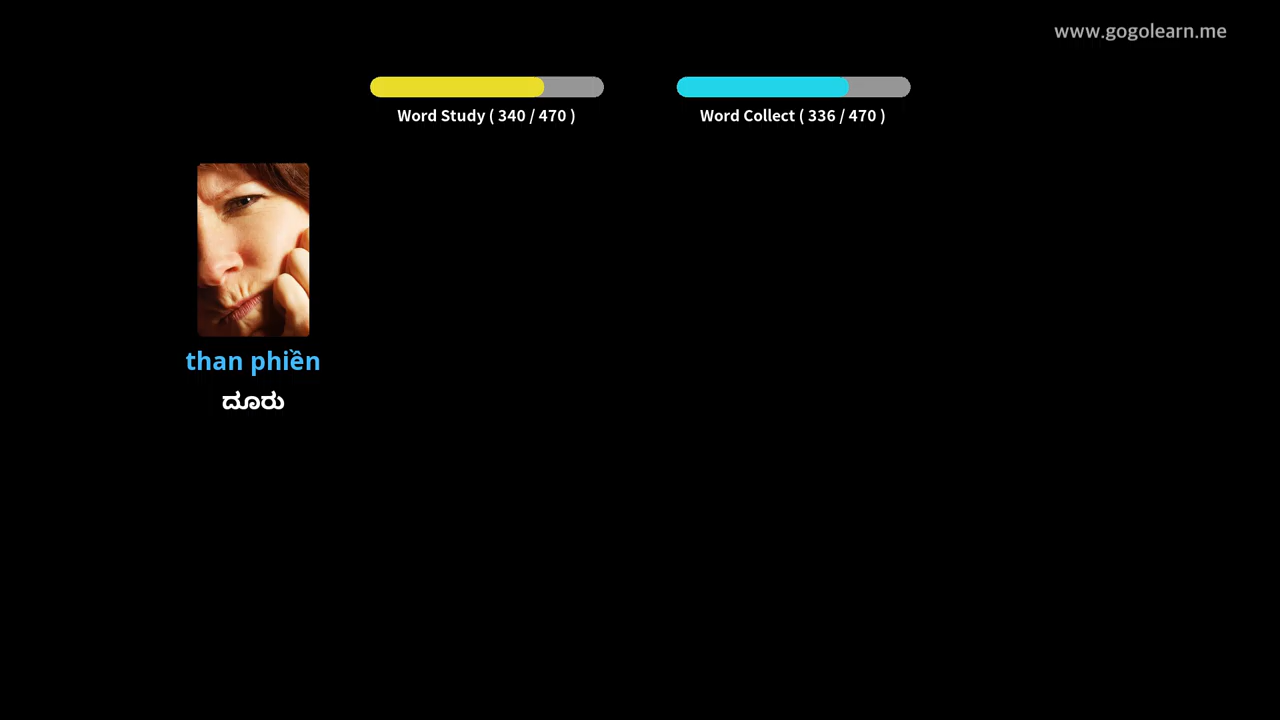 www.gogolearn.me
Word Study ( 340 / 470 )
Word Collect ( 336 / 470 )
than phiền
ದೂರು